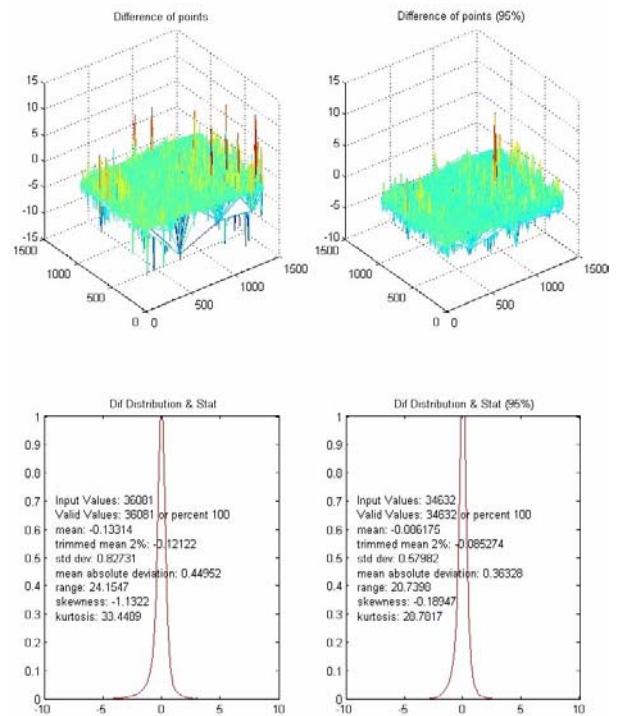 Difference of points
15
10
5
0
-5
-10
-15
1500
1000
500
0
0
500
1000
1500
Difference of points (95%)
15
10
5
0
-5
-10
1500
1000
500
0
0
500
1000
1500
Dif Distribution & Stat
1
0.9
0.8
0.7
0.6
0.5
0.4
0.3
0.2
0.1
0
-10
-5
0
5
10
Input Values: 36081
Valid Values: 36081 or percent 100
mean: -0.13314
trimmed mean 2%: -0.12122
std dev: 0.82731
mean absolute deviation: 0.44952
range: 24.1547
skewness: -1.1322
kurtosis: 33.4489
Dif Distribution & Stat (95%)
1
0.9
0.8
0.7
0.6
0.5
0.4
0.3
0.2
0.1
0
-10
-5
0
5
10
Input Values: 34632
Valid Values: 34632 or percent 100
mean: -0.086175
trimmed mean 2%: -0.085274
std dev: 0.57982
mean absolute deviation: 0.36328
range: 20.7398
skewness: -0.18947
kurtosis: 28.7817